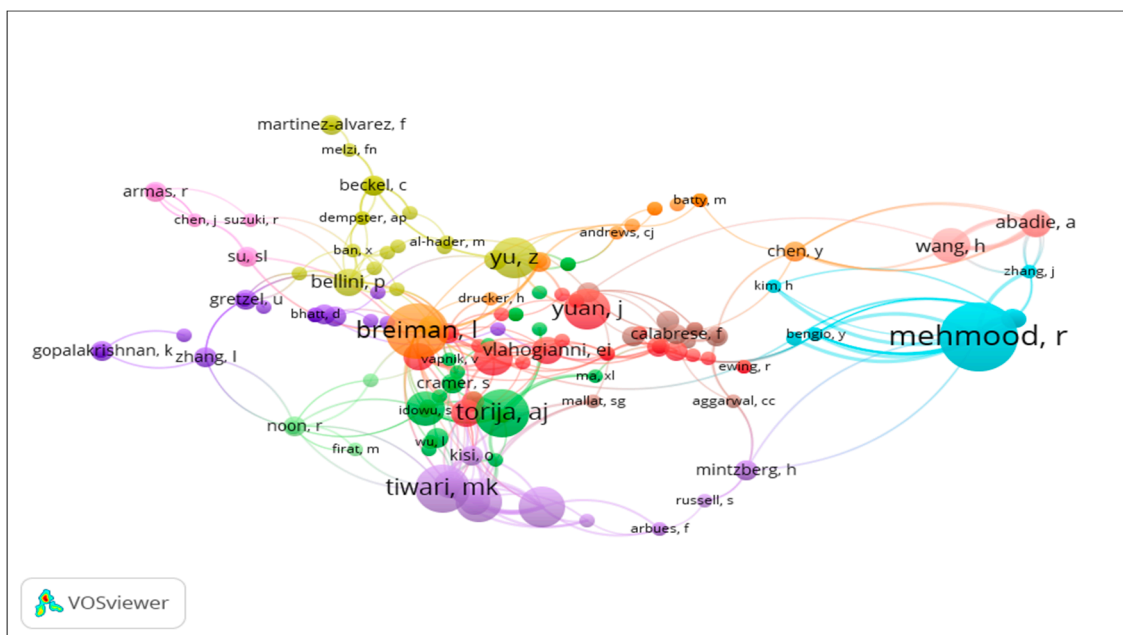 martinez-alvarez, f
melzi, fn
beckel, c
armas, r
chen, j
suzuki, r
dempster, ap
batty, m
andrews, cj
abadie, a
wang, h
ban, x
al-hader, m
su, sl
yu, z
chen, y
zhang, j
bellini, p
kim, h
gretzel, u
drucker, h
bhatt, d
breiman, l
yuan, j
calabrese, f
bengio, y
mehmood, r
gopalakrishnan, k
zhang, l
vapnik, v
vlahogianni, ei
ewing, r
cramer, s
ma, xl
mallat, sg
aggarwal, cc
idowu, s
torija, aj
noon, r
wu, l
firat, m
kisi, o
mintzberg, h
tiwari, mk
russell, s
arbues, f
VOSviewer